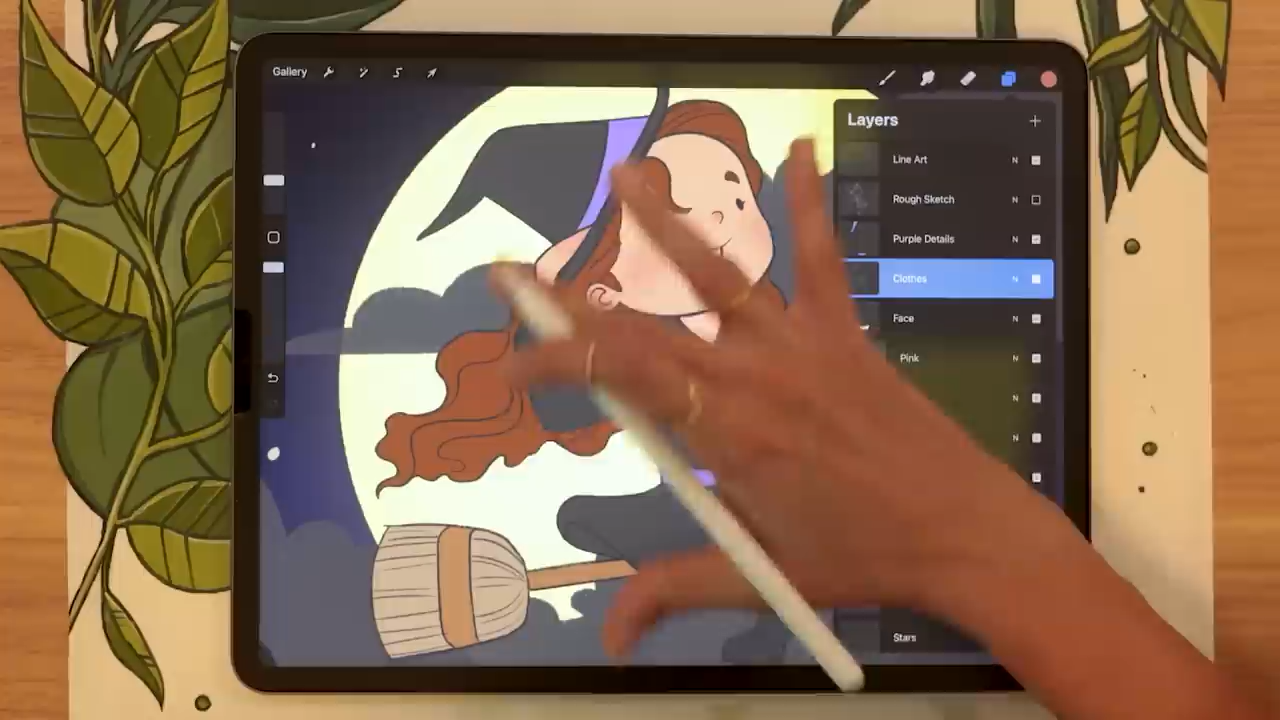 Gallery
Layers
Line Art N
Rough Sketch N
Purple Details N
Clothes N
Face N
Pink N
N
N
Stars